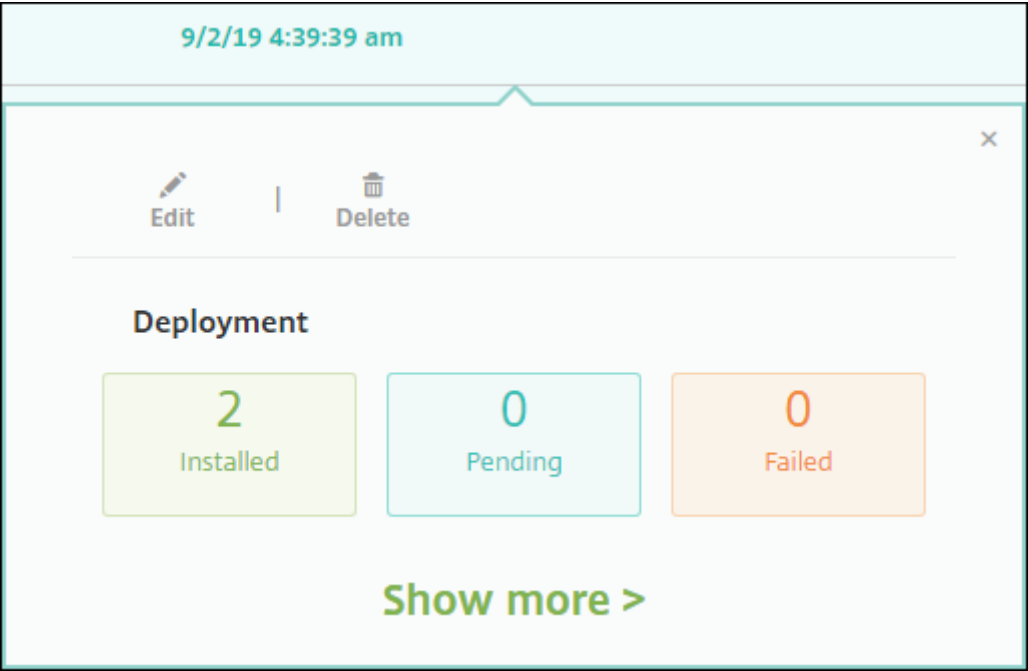 9/2/19 4:39:39 am
×
Edit | Delete
Deployment
2 0 0
Installed Pending Failed
Show more >